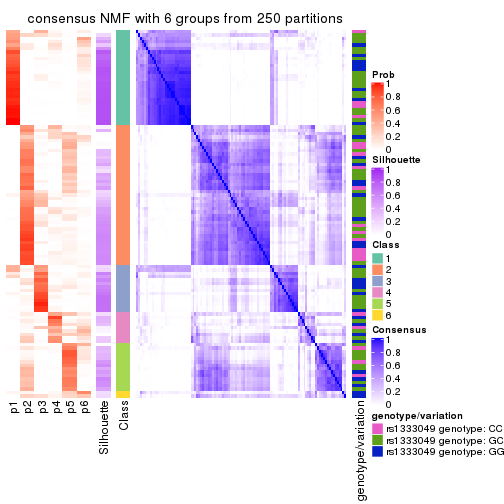 consensus NMF with 6 groups from 250 partitions
Prob
1
0.8
0.6
0.4
0.2
0
Silhouette
1
0.8
0.6
0.4
0.2
0
Class
1
2
3
4
5
6
Consensus
1
0.8
0.6
0.4
0.2
0
genotype/variation
rs1333049 genotype: CC
rs1333049 genotype: GC
rs1333049 genotype: GG
p1
p2
p3
p4
p5
p6
Silhouette
Class
genotype/variation